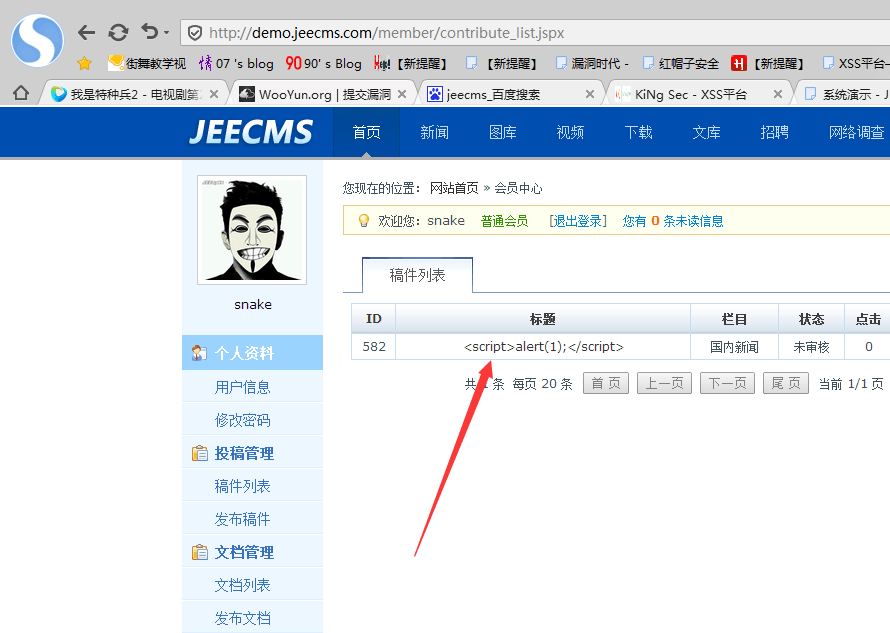 http://demo.jeecms.com/member/contribute_list.jspx
街舞教学视 情 07 's blog 90 90' s Blog 【新提醒】 【新提醒】 漏洞时代 - 红帽子安全 H 【新提醒】 XSS平台-
我是特种兵2 - 电视剧第 WooYun.org | 提交漏洞 jeecms_百度搜索 KiNg Sec - XSS平台 系统演示 - J
JEECMS 首页 新闻 图库 视频 下载 文库 招聘 网络调查
您现在的位置： 网站首页 » 会员中心
欢迎您：snake 普通会员 [退出登录] 您有 0 条未读信息
snake
稿件列表
ID 标题 栏目 状态 点击
582 <script>alert(1);</script> 国内新闻 未审核 0
共 1 条 每页 20 条 首 页 上一页 下一页 尾 页 当前 1/1 页
个人资料
用户信息
修改密码
投稿管理
稿件列表
发布稿件
文档管理
文档列表
发布文档